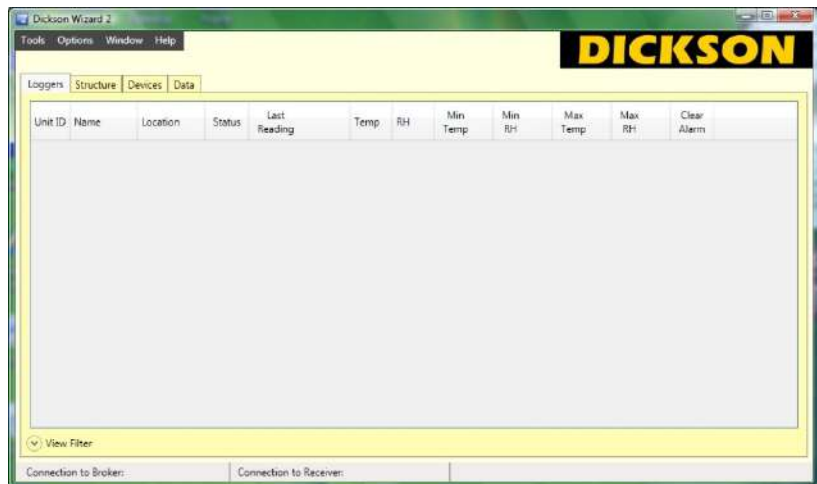 Dickson Wizard 2
Tools Options Window Help
DICKSON
Loggers Structure Devices Data
Unit ID Name Location Status Last Reading Temp RH Min Temp Min RH Max Temp Max RH Clear Alarm
View Filter
Connection to Broker: Connection to Receiver: